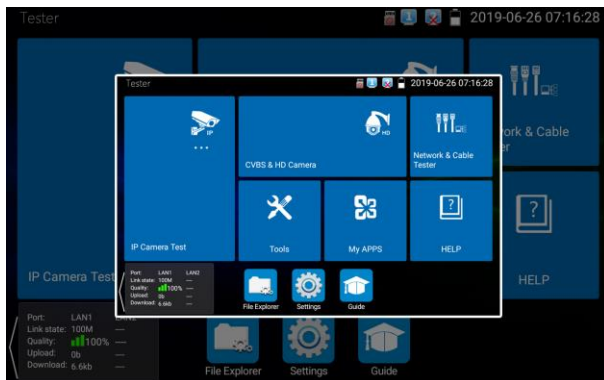 Tester
2019-06-26 07:16:28
Tester
2019-06-26 07:16:28
IP
HD
CVBS & HD Camera
Network & Cable
Tester
IP Camera Test
Tools
My APPS
HELP
Port: LAN1 LAN2
Link state: 100M ---
Quality: 100% ---
Upload: 0b
Download: 6.6kb
File Explorer
Settings
Guide
ork & Cable
er
IP Camera Test
HELP
Port: LAN1 LAN2
Link state: 100M ---
Quality: 100% ---
Upload: 0b ---
Download: 6.6kb ---
File Explorer
Settings
Guide